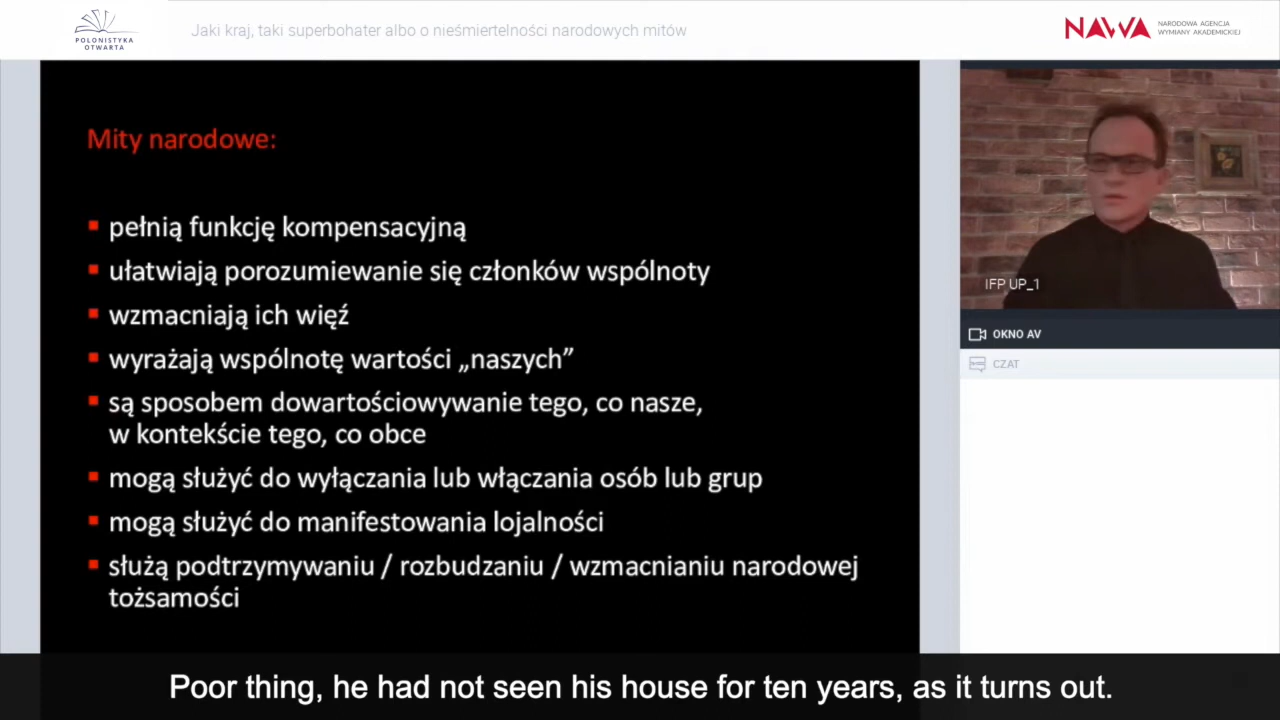 POLONISTYKA
OTWARTA
Jaki kraj, taki superbohater albo o nieśmiertelności narodowych mitów
NAWA
NARODOWA AGENCJA
WYMIANY AKADEMICKIEJ
Mity narodowe:
pełnią funkcję kompensacyjną
ułatwiają porozumiewanie się członków wspólnoty
wzmacniają ich więź
wyrażają wspólnotę wartości „naszych”
są sposobem dowartościowywanie tego, co nasze,
w kontekście tego, co obce
mogą służyć do wyłączania lub włączania osób lub grup
mogą służyć do manifestowania lojalności
służą podtrzymywaniu / rozbudzaniu / wzmacnianiu narodowej
tożsamości
IFP UP_1
OKNO AV
CZAT
Poor thing, he had not seen his house for ten years, as it turns out.